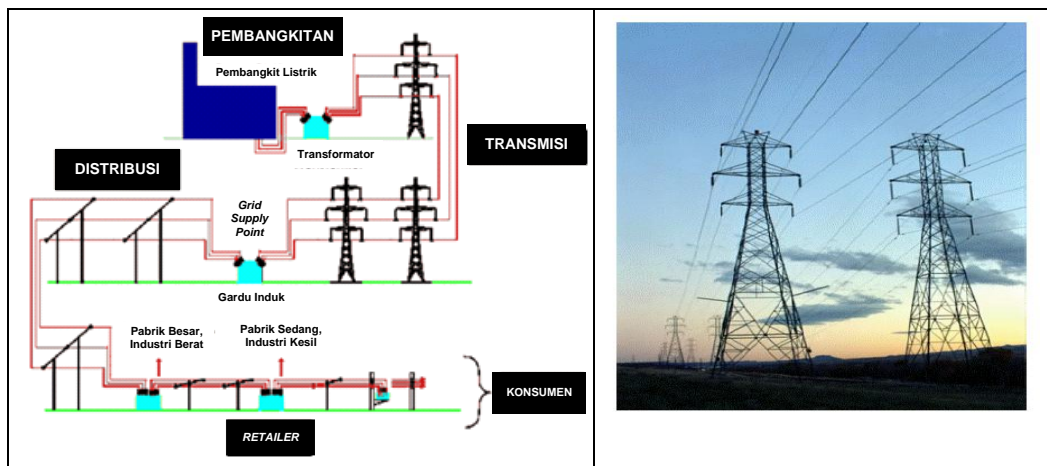 PEMBANGKITAN
Pembangkit Listrik
Transformator
TRANSMISI
DISTRIBUSI
Grid
Supply
Point
Gardu Induk
Pabrik Besar,
Industri Berat
Pabrik Sedang,
Industri Kesil
KONSUMEN
RETAILER